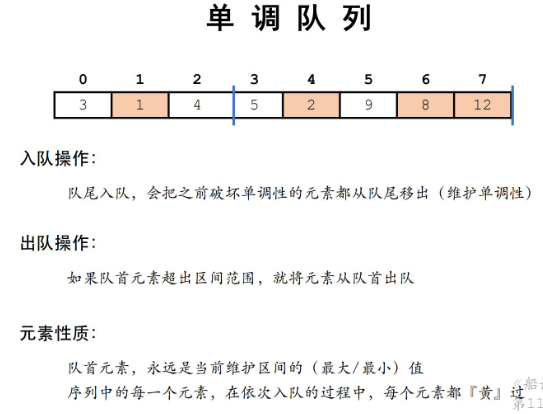 单调队列
0 1 2 3 4 5 6 7
3 1 4 5 2 9 8 12
入队操作：
队尾入队，会把之前破坏单调性的元素都从队尾移出（维护单调性）
出队操作：
如果队首元素超出区间范围，就将元素从队首出队
元素性质：
队首元素，永远是当前维护区间的（最大/最小）值
序列中的每一个元素，在依次入队的过程中，每个元素都『黄』过
《船
第11